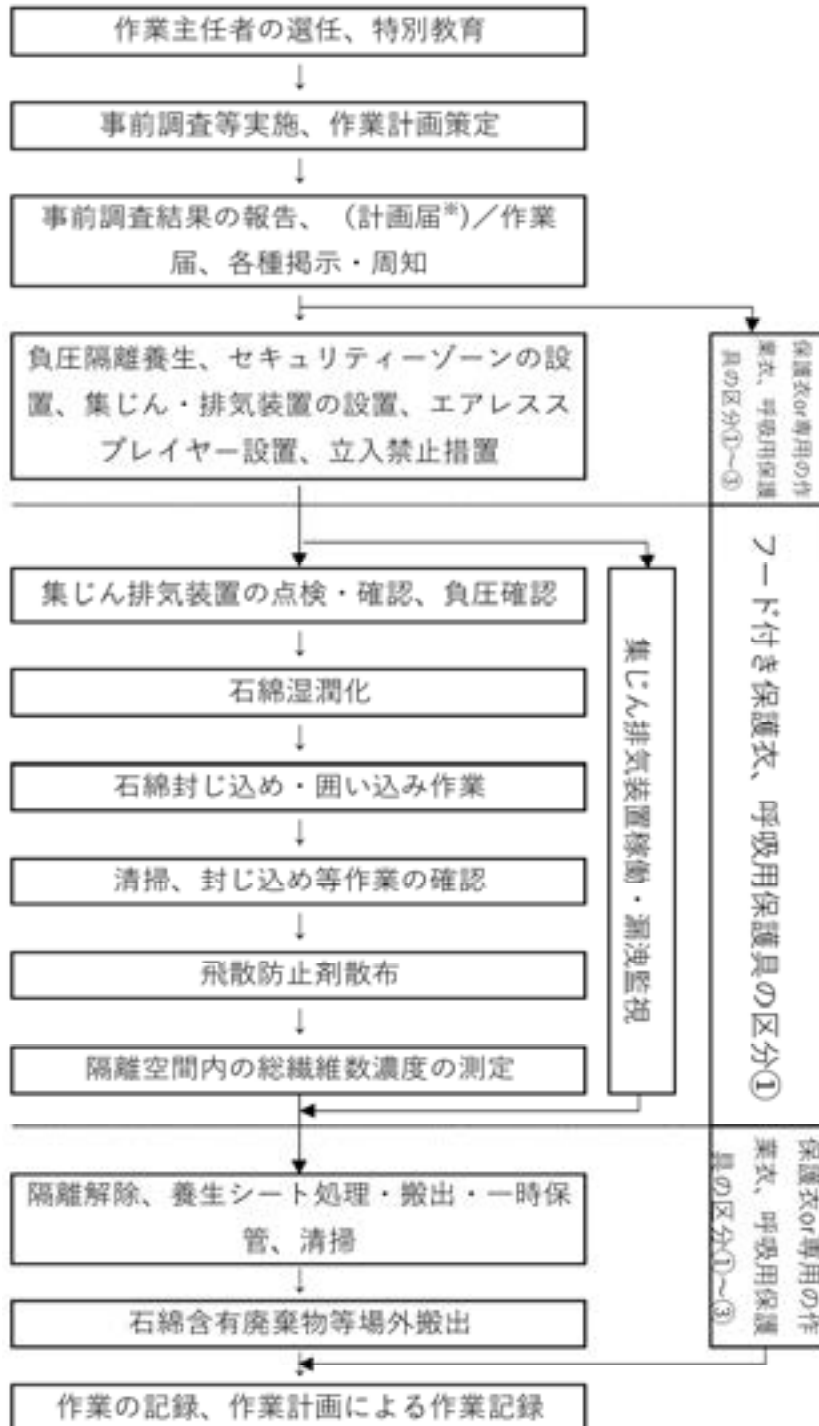 作業主任者の選任、特別教育
↓
事前調査等実施、作業計画策定
↓
事前調査結果の報告、（計画届※）／作業
届、各種掲示・周知
↓
負圧隔離養生、セキュリティーゾーンの設
置、集じん・排気装置の設置、エアレスス
プレイヤー設置、立入禁止措置
保護衣or専用の作
業衣、呼吸用保護
具の区分①～③
集じん排気装置の点検・確認、負圧確認
↓
石綿湿潤化
↓
石綿封じ込め・囲い込み作業
↓
清掃、封じ込め等作業の確認
↓
飛散防止剤散布
↓
隔離空間内の総繊維数濃度の測定
集じん排気装置稼働・漏洩監視
フード付き保護衣、呼吸用保護具の区分①
隔離解除、養生シート処理・搬出・一時保
管、清掃
↓
石綿含有廃棄物等場外搬出
↓
保護衣or専用の作
業衣、呼吸用保護
具の区分①～③
作業の記録、作業計画による作業記録